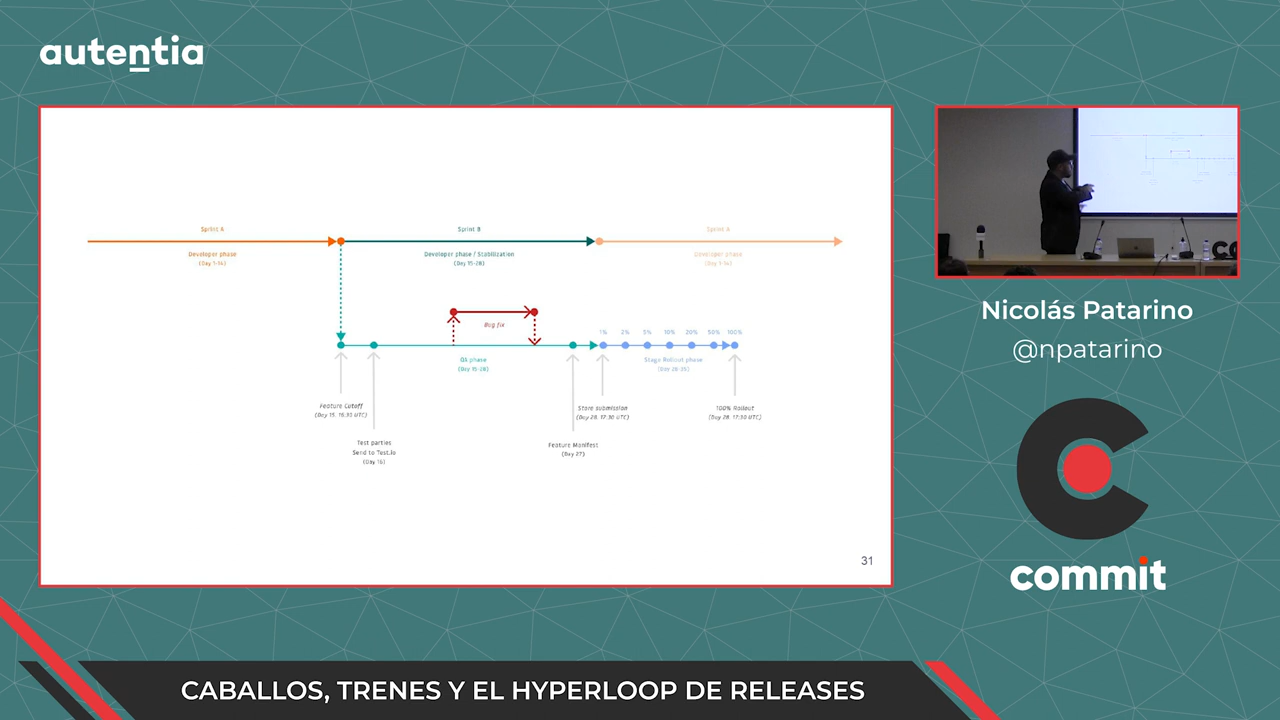 autentia
Sprint A
Sprint B
Sprint A
Developer phase
(Day 1-14)
Developer phase / Stabilization
(Day 15-28)
Developer phase
(Day 1-14)
Bug fix
1% 2% 5% 10% 20% 50% 100%
QA phase
(Day 15-28)
Stage Rollout phase
Feature Cutoff
(Day 15, 16:30 UTC)
Store submission
(Day 28, 17:30 UTC)
100% Rollout
(Day 28, 17:30 UTC)
Test parties
Send to Test.io
(Day 16)
Feature Manifest
(Day 27)
31
Nicolás Patarino
@npatarino
commit
CABALLOS, TRENES Y EL HYPERLOOP DE RELEASES